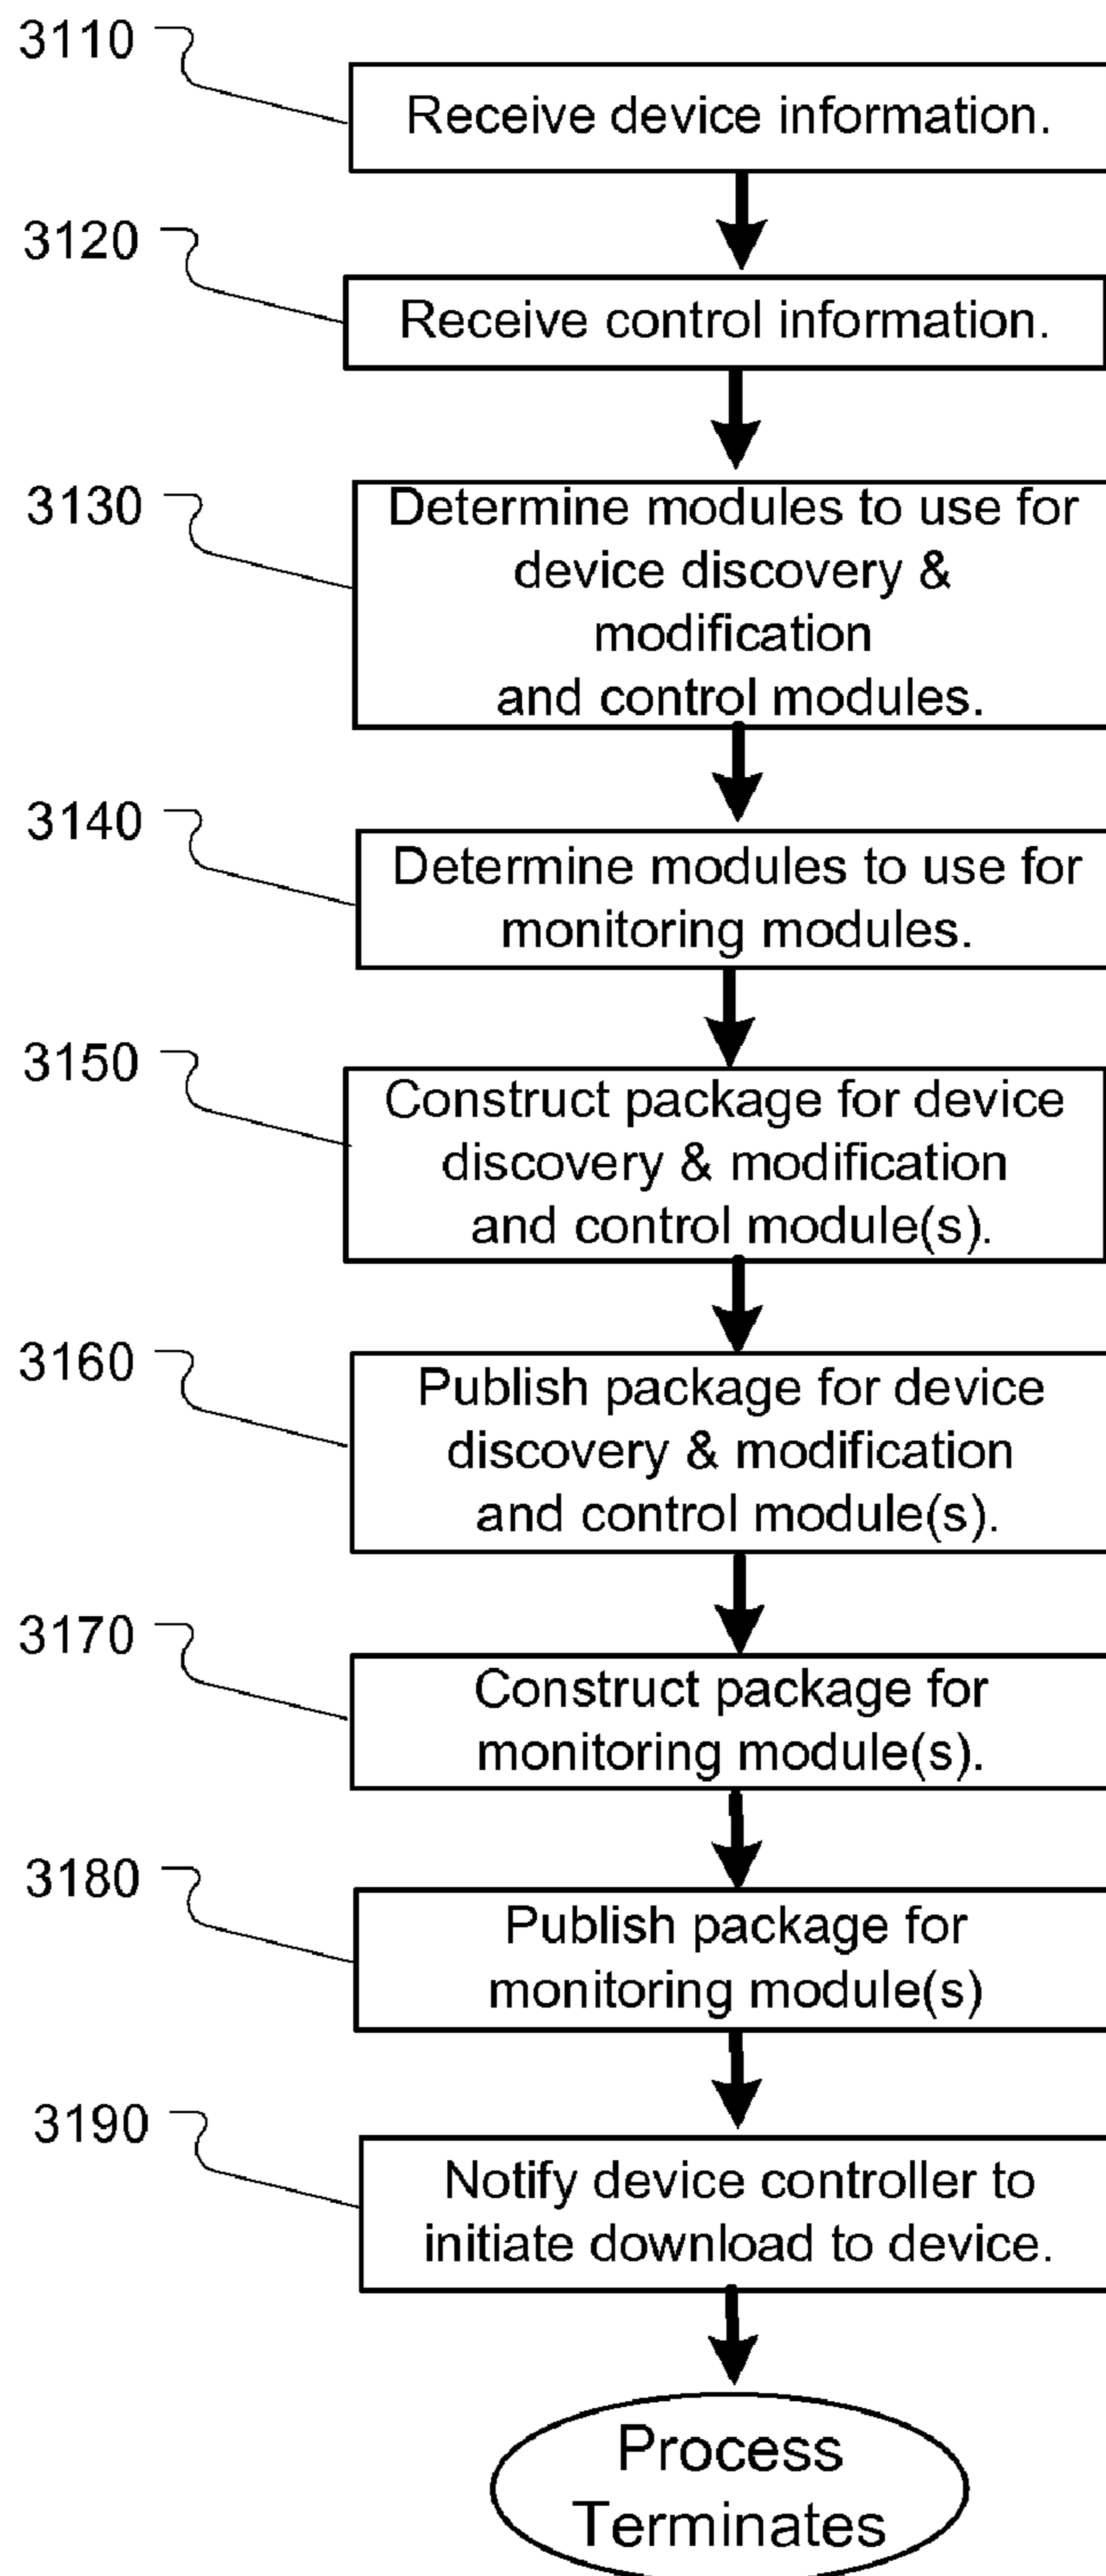 3110
Receive device information.
3120
Receive control information.
3130
Determine modules to use for
device discovery &
modification
and control modules.
3140
Determine modules to use for
monitoring modules.
3150
Construct package for device
discovery & modification
and control module(s).
3160
Publish package for device
discovery & modification
and control module(s).
3170
Construct package for
monitoring module(s).
3180
Publish package for
monitoring module(s)
3190
Notify device controller to
initiate download to device.
Process
Terminates